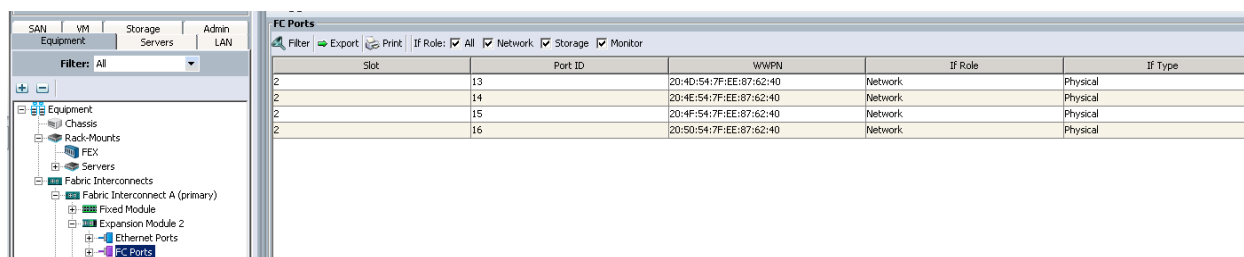 SAN VM Storage Admin
Equipment Servers LAN
Filter: All
Equipment
Chassis
Rack-Mounts
FEX
Servers
Fabric Interconnects
Fabric Interconnect A (primary)
Fixed Module
Expansion Module 2
Ethernet Ports
FC Ports
FC Ports
Filter Export Print If Role: All Network Storage Monitor
Slot Port ID WWPN If Role If Type
2 13 20:4D:54:7F:EE:87:62:40 Network Physical
2 14 20:4E:54:7F:EE:87:62:40 Network Physical
2 15 20:4F:54:7F:EE:87:62:40 Network Physical
2 16 20:50:54:7F:EE:87:62:40 Network Physical